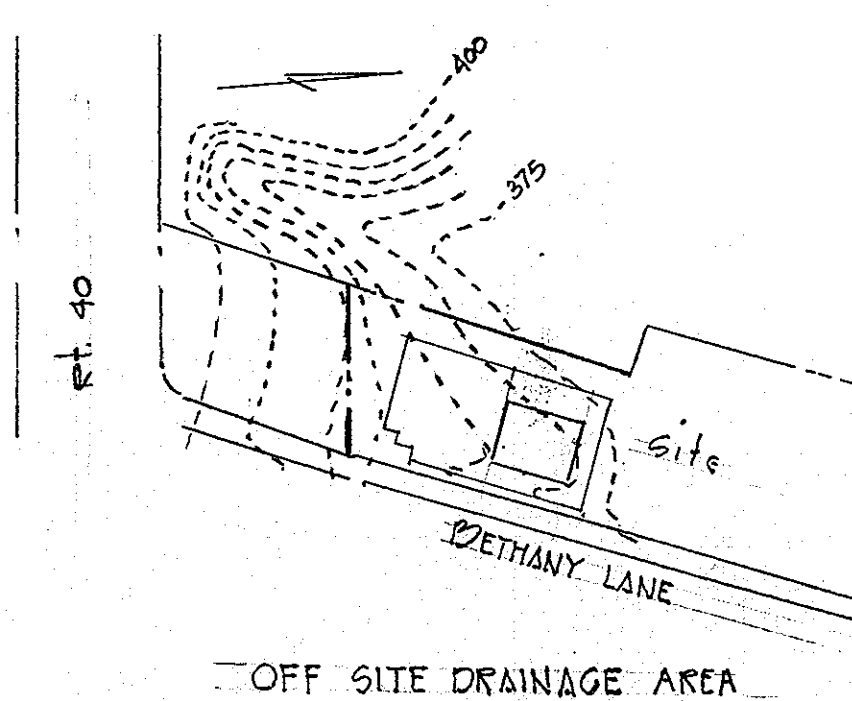 400
375
Rt. 40
Site
BETHANY LANE
OFF SITE DRAINAGE AREA